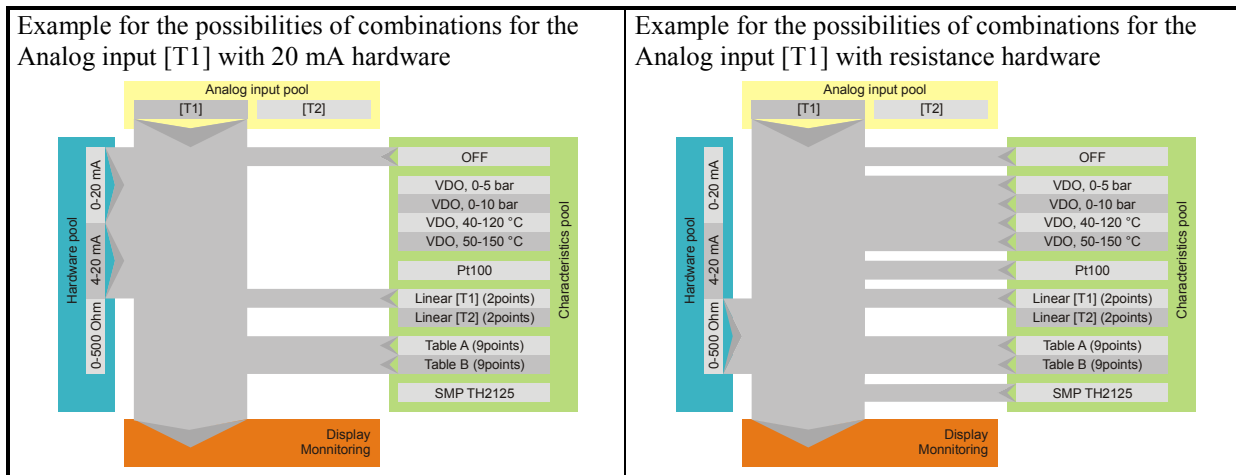 Example for the possibilities of combinations for the
Analog input [T1] with 20 mA hardware
Analog input pool
[T1]
[T2]
Hardware pool
0-20 mA
4-20 mA
0-500 Ohm
OFF
VDO, 0-5 bar
VDO, 0-10 bar
VDO, 40-120 °C
VDO, 50-150 °C
Pt100
Linear [T1] (2points)
Linear [T2] (2points)
Table A (9points)
Table B (9points)
SMP TH2125
Characteristics pool
Display
Monnitoring
Example for the possibilities of combinations for the
Analog input [T1] with resistance hardware
Analog input pool
[T1]
[T2]
Hardware pool
0-20 mA
4-20 mA
0-500 Ohm
OFF
VDO, 0-5 bar
VDO, 0-10 bar
VDO, 40-120 °C
VDO, 50-150 °C
Pt100
Linear [T1] (2points)
Linear [T2] (2points)
Table A (9points)
Table B (9points)
SMP TH2125
Characteristics pool
Display
Monnitoring